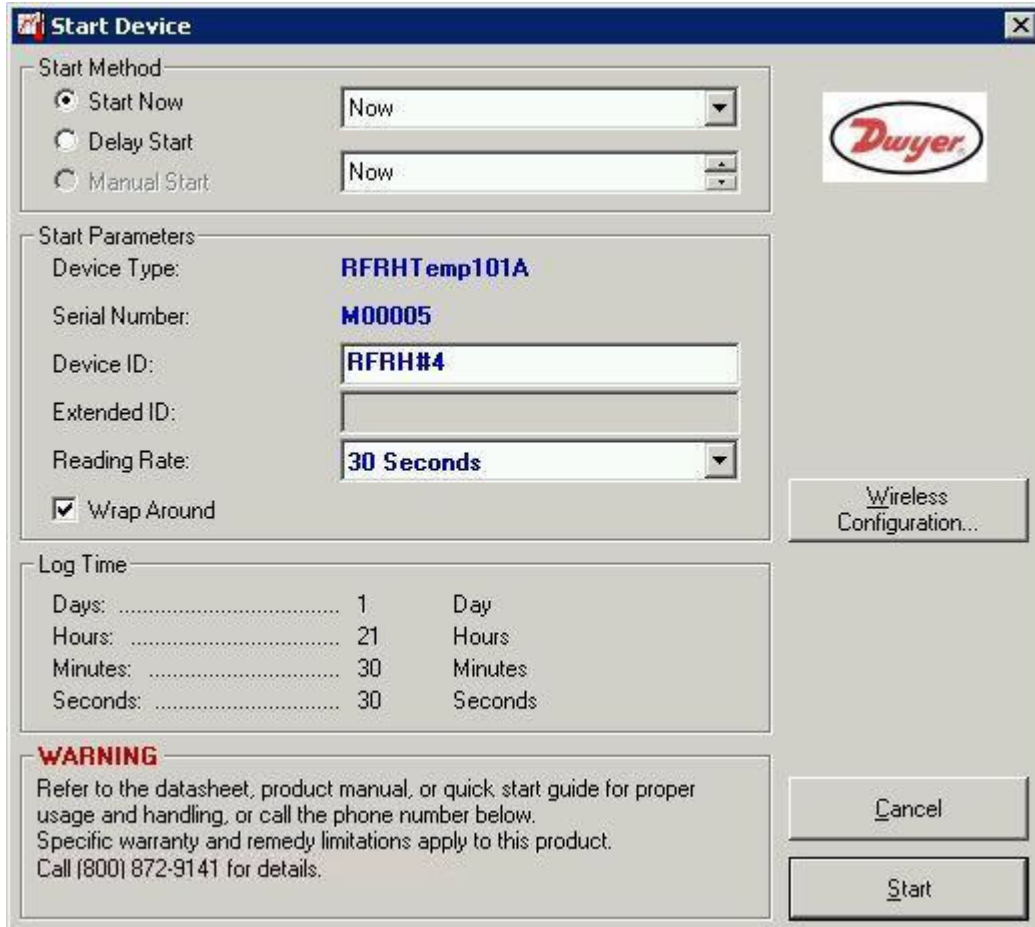 Start Device
Start Method
Start Now
Now
Delay Start
Manual Start
Now
Dwyer®
Start Parameters
Device Type: RFRHTemp101A
Serial Number: M00005
Device ID: RFRH#4
Extended ID:
Reading Rate: 30 Seconds
Wrap Around
Wireless
Configuration...
Log Time
Days: .................................... 1 Day
Hours: .................................. 21 Hours
Minutes: ............................... 30 Minutes
Seconds: .............................. 30 Seconds
WARNING
Refer to the datasheet, product manual, or quick start guide for proper
usage and handling, or call the phone number below.
Specific warranty and remedy limitations apply to this product.
Call (800) 872-9141 for details.
Cancel
Start